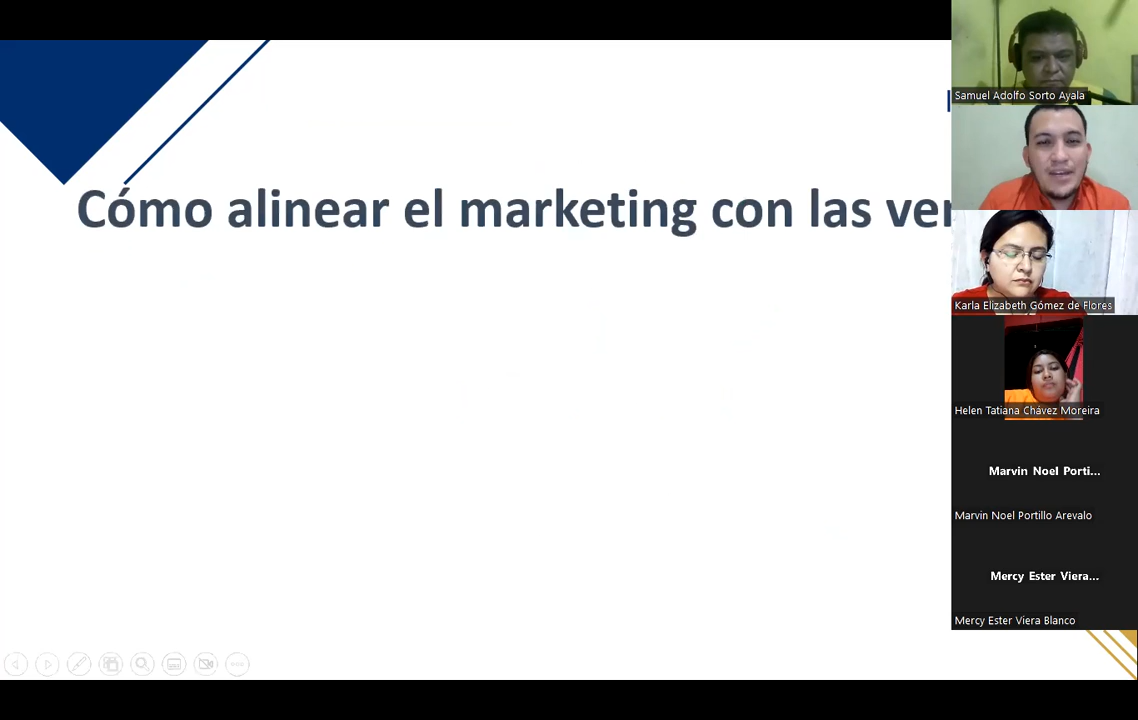 Cómo alinear el marketing con las ve
Samuel Adolfo Sorto Ayala
Karla Elizabeth Gómez de Flores
Helen Tatiana Chávez Moreira
Marvin Noel Porti...
Marvin Noel Portillo Arevalo
Mercy Ester Viera...
Mercy Ester Viera Blanco